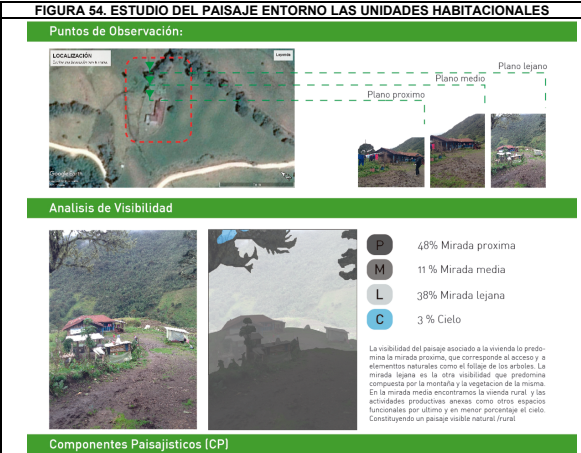 FIGURA 54. ESTUDIO DEL PAISAJE ENTORNO LAS UNIDADES HABITACIONALES
Puntos de Observación:
LOCALIZACIÓN
Leyenda
Plano lejano
Plano medio
Plano proximo
Google Earth
Analisis de Visibilidad
P 48% Mirada proxima
M 11 % Mirada media
L 38% Mirada lejana
C 3 % Cielo
La visibilidad del paisaje asociado a la vivienda lo predo-
mina la mirada proxima, que corresponde al acceso y a
elementtos naturales como el follaje de los arboles. La
mirada lejana es la otra visibilidad que predomina
compuesta por la montaña y la vegetacion de la misma.
En la mirada media encontramos la viienda rural y las
actividades productivas anexas como otros espacios
funcionales por ultimo y en menor porcentaje el cielo.
Constituyendo un paisaje visible natural /rural
Componentes Paisajisticos (CP)